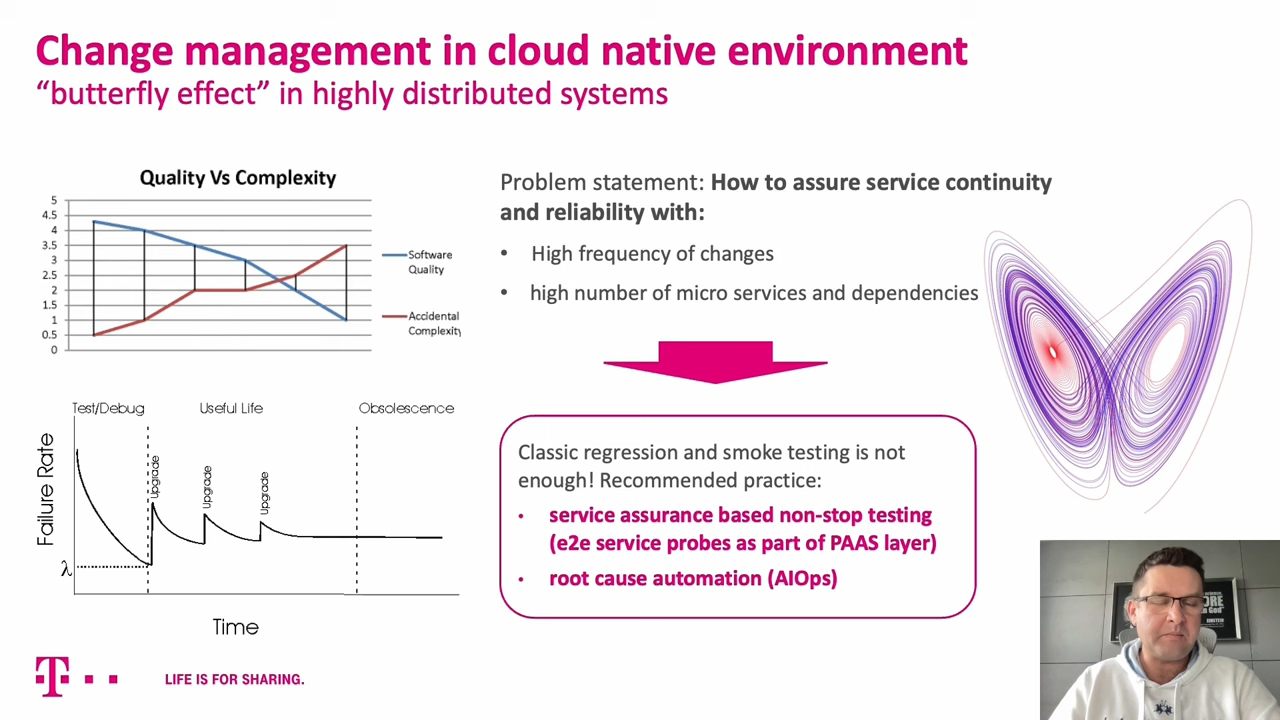 Change management in cloud native environment
“butterfly effect” in highly distributed systems
Quality Vs Complexity
5
4.5
4
3.5
3
2.5
2
1.5
1
0.5
0
Software
Quality
Accidental
Complexity
Test/Debug
Useful Life
Obsolescence
Failure Rate
Upgrade
Upgrade
Upgrade
λ
Time
Problem statement: How to assure service continuity
and reliability with:
• High frequency of changes
• high number of micro services and dependencies
Classic regression and smoke testing is not
enough! Recommended practice:
• service assurance based non-stop testing
(e2e service probes as part of PAAS layer)
• root cause automation (AIOps)
T
LIFE IS FOR SHARING.